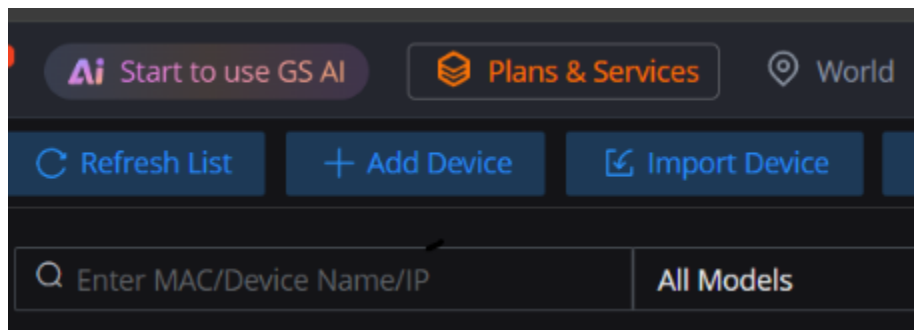 Ai Start to use GS AI Plans & Services World
Refresh List Add Device Import Device
Enter MAC/Device Name/IP All Models